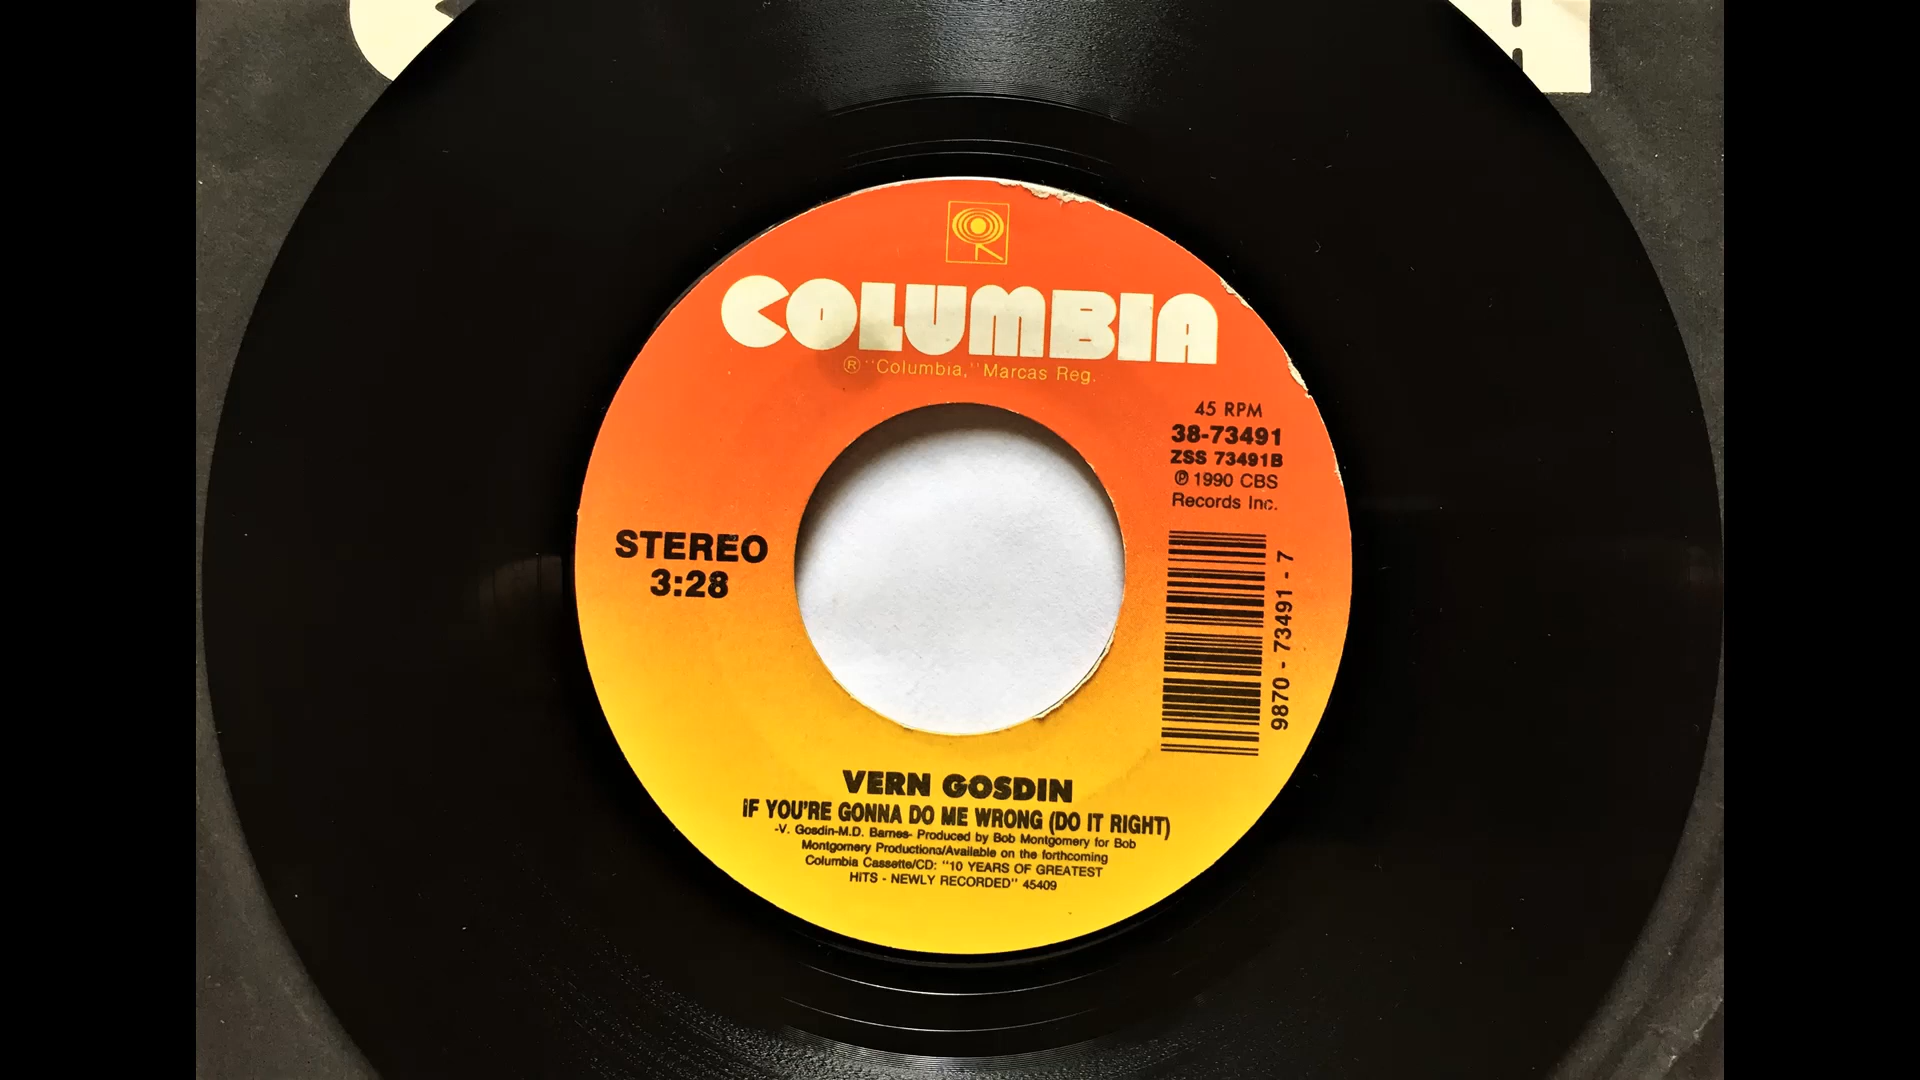 COLUMBIA
® "Columbia," Marcas Reg.
45 RPM
38-73491
ZSS 73491B
℗ 1990 CBS
Records Inc.
STEREO
3:28
9870 - 73491 - 7
VERN GOSDIN
IF YOU'RE GONNA DO ME WRONG (DO IT RIGHT)
-V. Gosdin-M.D. Barnes- Produced by Bob Montgomery for Bob
Montgomery Productions/Available on the forthcoming
Columbia Cassette/CD: "10 YEARS OF GREATEST
HITS - NEWLY RECORDED" 45409